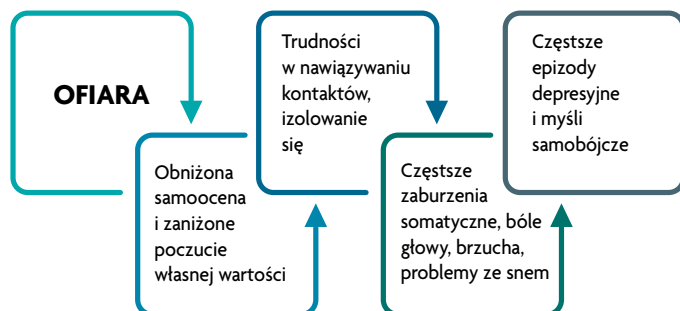 OFIARA
Obniżona
samoocena
i zaniżone
poczucie
własnej wartości
Trudności
w nawiązywaniu
kontaktów,
izolowanie
się
Częstsze
zaburzenia
somatyczne, bóle
głowy, brzucha,
problemy ze snem
Częstsze
epizody
depresyjne
i myśli
samobójcze